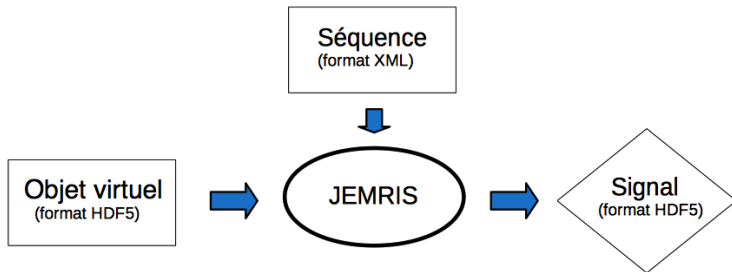 Séquence
(format XML)
Objet virtuel
(format HDF5)
JEMRIS
Signal
(format HDF5)